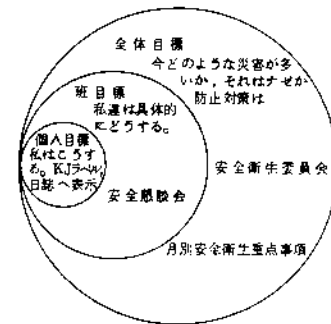 全体目標
今どのような災害が多
いか、それはナゼか
防止対策は
班目標
私達は具体的
にどうする。
個人目標
私はこうす
る。KJラベル、
日誌へ表示
安全懇談会
安全衛生委員会
月別安全衛生重点事項